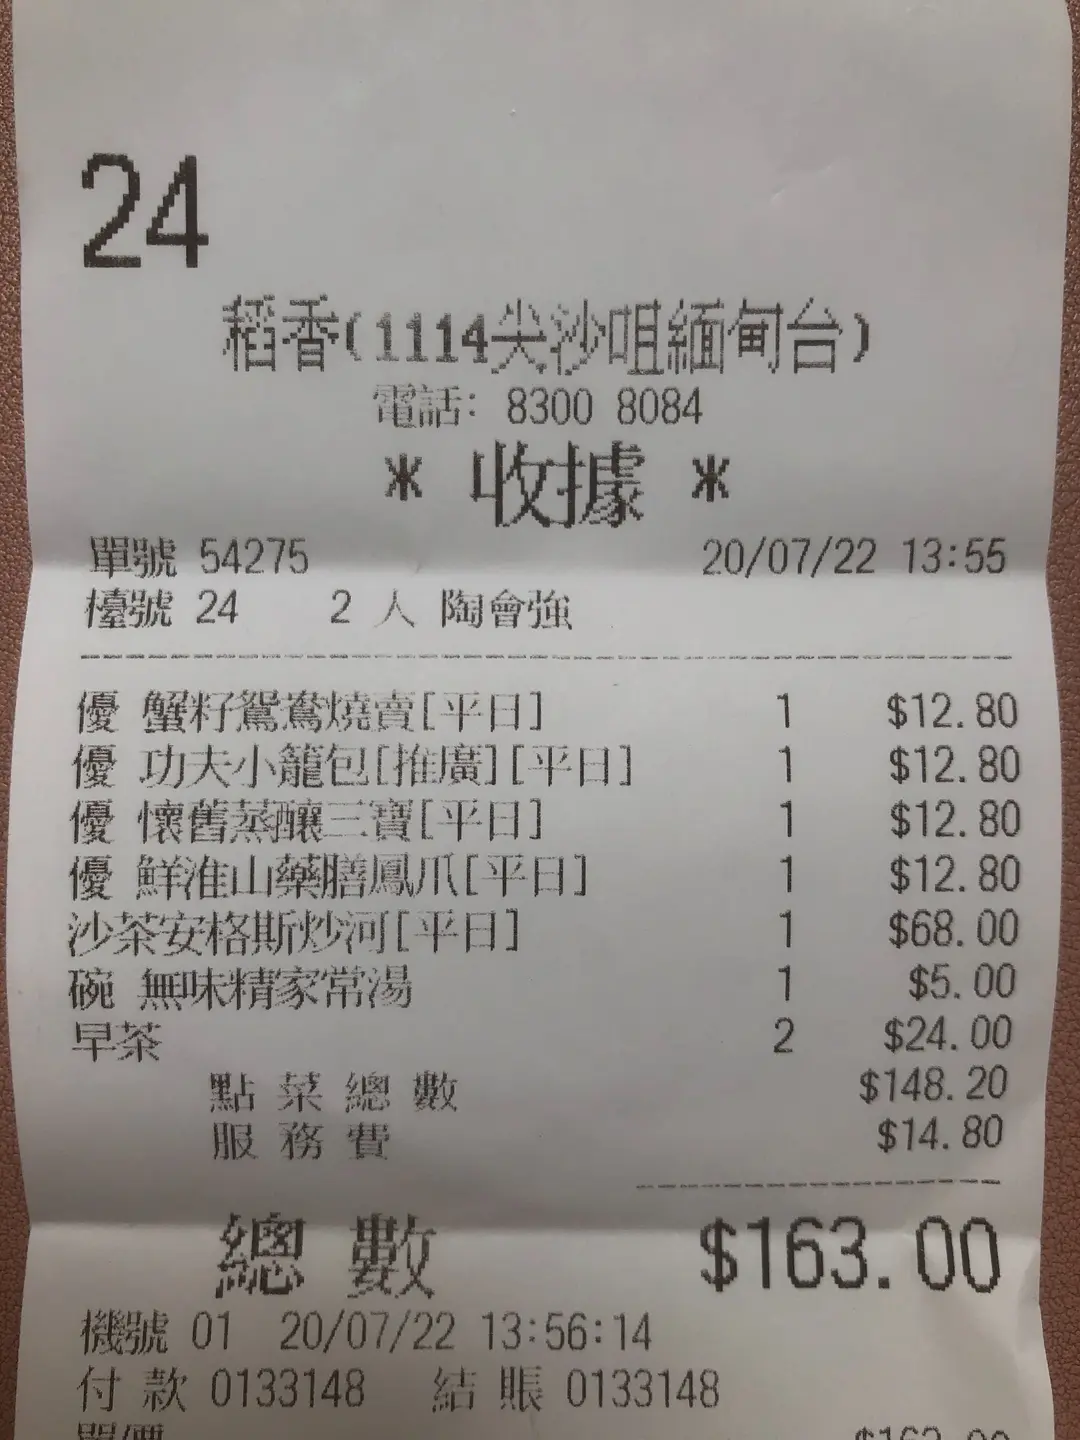 24
稻香(1114尖沙咀緬甸台)
電話: 8300 8084
* 收據 *
單號 54275 20/07/22 13:55
檯號 24 2 人 陶會強
優 蟹籽鴛鴦燒賣[平日] 1 $12.80
優 功夫小籠包[推廣][平日] 1 $12.80
優 懷舊蒸釀三寶[平日] 1 $12.80
優 鮮淮山藥膳鳳爪[平日] 1 $12.80
沙茶安格斯炒河[平日] 1 $68.00
碗 無味精家常湯 1 $5.00
早茶 2 $24.00
點菜總數 $148.20
服務費 $14.80
總數 $163.00
機號 01 20/07/22 13:56:14
付款 0133148 結賬 0133148